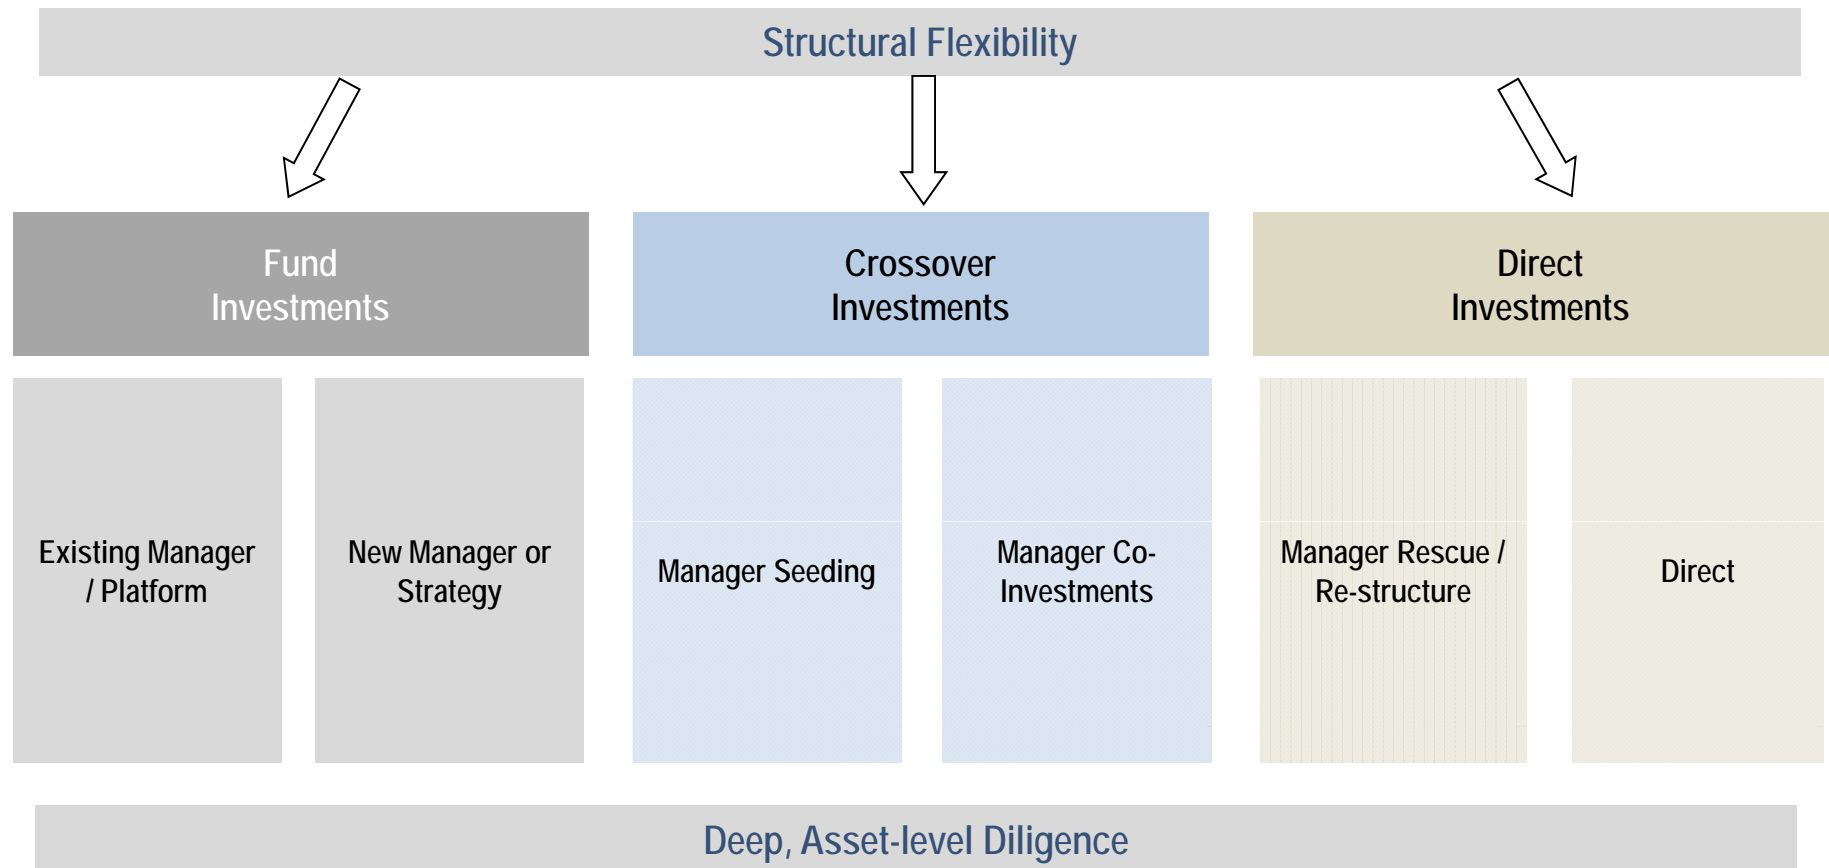 Structural Flexibility
Fund
Investments
Crossover
Investments
Direct
Investments
Existing Manager
/ Platform
New Manager or
Strategy
Manager Seeding
Manager Co-
Investments
Manager Rescue /
Re-structure
Direct
Deep, Asset-level Diligence